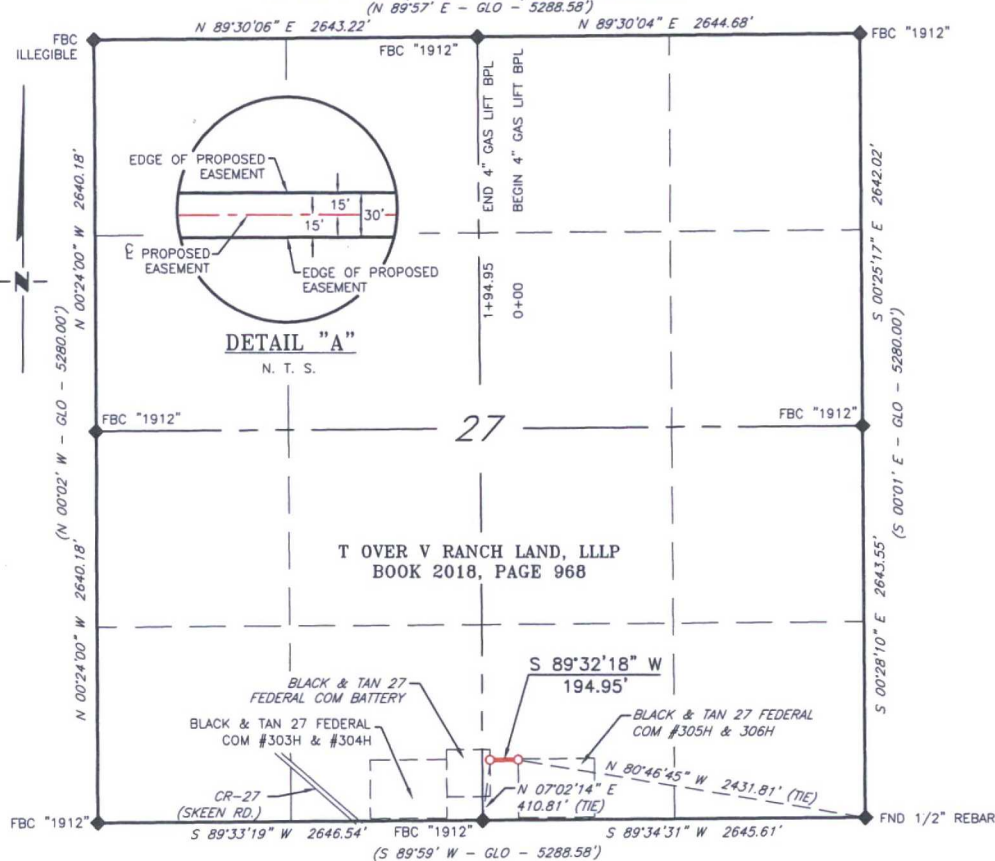 (N 89°57' E - GLO - 5288.58')
N 89°30'06" E 2643.22'
N 89°30'04" E 2644.68'
FBC
ILLEGIBLE
FBC "1912"
FBC "1912"
END 4" GAS LIFT BPL
BEGIN 4" GAS LIFT BPL
1+94.95
0+00
EDGE OF PROPOSED
EASEMENT
15'
15'
30'
℄ PROPOSED
EASEMENT
EDGE OF PROPOSED
EASEMENT
DETAIL "A"
N. T. S.
N
N 00°24'00" W 2640.18'
(N 00°02' W - GLO - 5280.00')
N 00°24'00" W 2640.18'
S 00°25'17" E 2642.02'
(S 00°01' E - GLO - 5280.00')
S 00°28'10" E 2643.55'
FBC "1912"
27
FBC "1912"
T OVER V RANCH LAND, LLLP
BOOK 2018, PAGE 968
S 89°32'18" W
194.95'
BLACK & TAN 27
FEDERAL COM BATTERY
BLACK & TAN 27 FEDERAL
COM #303H & #304H
BLACK & TAN 27 FEDERAL
COM #305H & 306H
N 80°46'45" W 2431.81' (TIE)
N 07°02'14" E
410.81' (TIE)
CR-27
(SKEEN RD.)
FBC "1912"
S 89°33'19" W 2646.54'
FBC "1912"
S 89°34'31" W 2645.61'
FND 1/2" REBAR
(S 89°59' W - GLO - 5288.58')